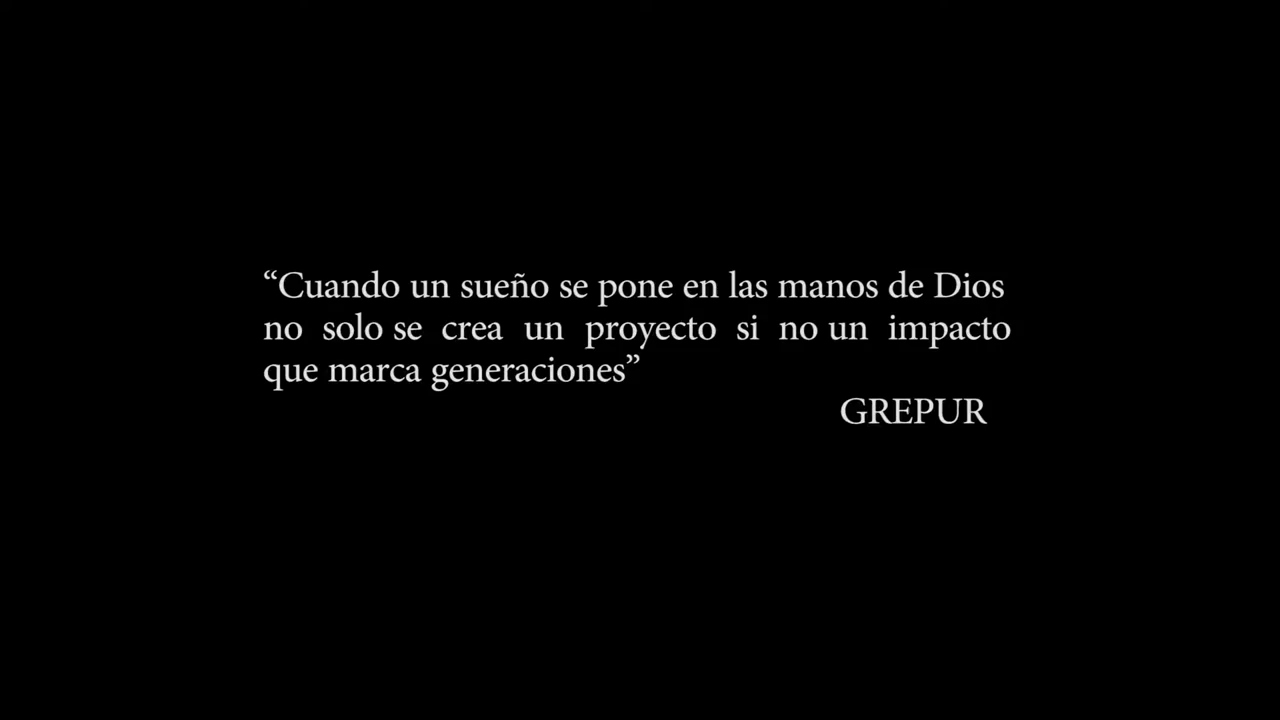 “Cuando un sueño se pone en las manos de Dios
no solo se crea un proyecto si no un impacto
que marca generaciones”
GREPUR